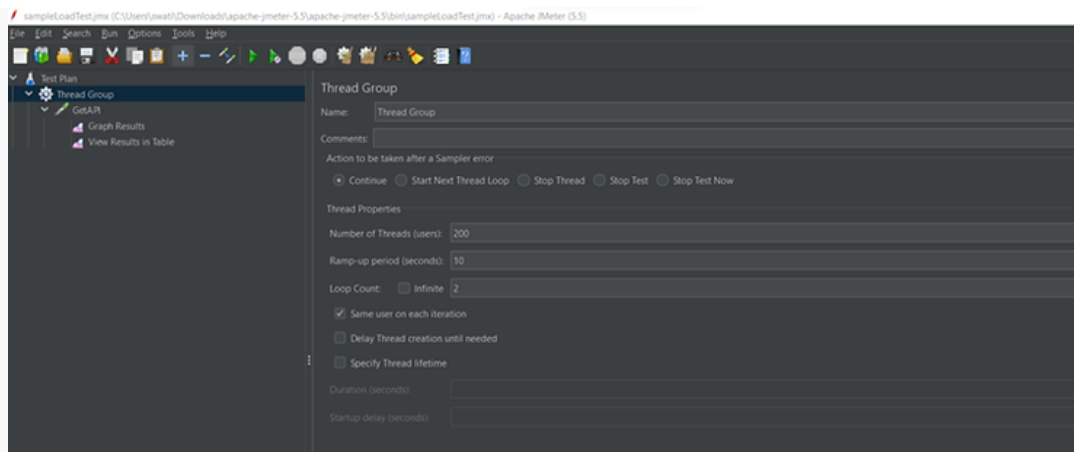 sampleLoadTest.jmx (C:\Users\swati\Downloads\apache-jmeter-5.5\apache-jmeter-5.5\bin\sampleLoadTest.jmx) - Apache JMeter (5.5)
File Edit Search Run Options Tools Help
Test Plan
Thread Group
GetAPI
Graph Results
View Results in Table
Thread Group
Name: Thread Group
Comments:
Action to be taken after a Sampler error
Continue Start Next Thread Loop Stop Thread Stop Test Stop Test Now
Thread Properties
Number of Threads (users): 200
Ramp-up period (seconds): 10
Loop Count: Infinite 2
Same user on each iteration
Delay Thread creation until needed
Specify Thread lifetime
Duration (seconds):
Startup delay (seconds):